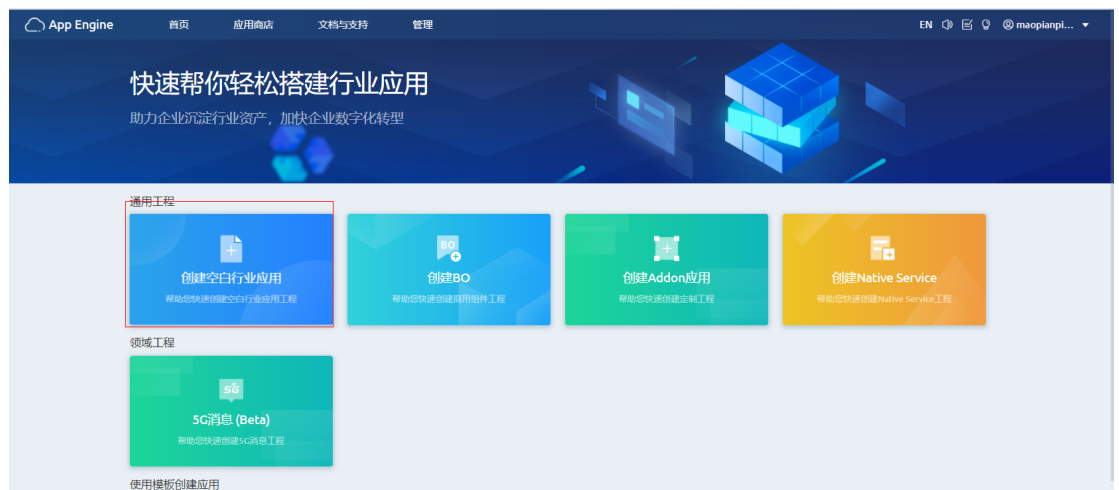 App Engine 首页 应用商店 文档与支持 管理 EN maopianpi...
快速帮你轻松搭建行业应用
助力企业沉淀行业资产，加快企业数字化转型
通用工程
创建空白行业应用
帮助您快速创建空白行业应用工程
BO
创建BO
帮助您快速创建商用组件工程
创建Addon应用
帮助您快速创建定制工程
创建Native Service
帮助您快速创建Native Service工程
领域工程
5G
5G消息 (Beta)
帮助您快速创建5G消息工程
使用模板创建应用